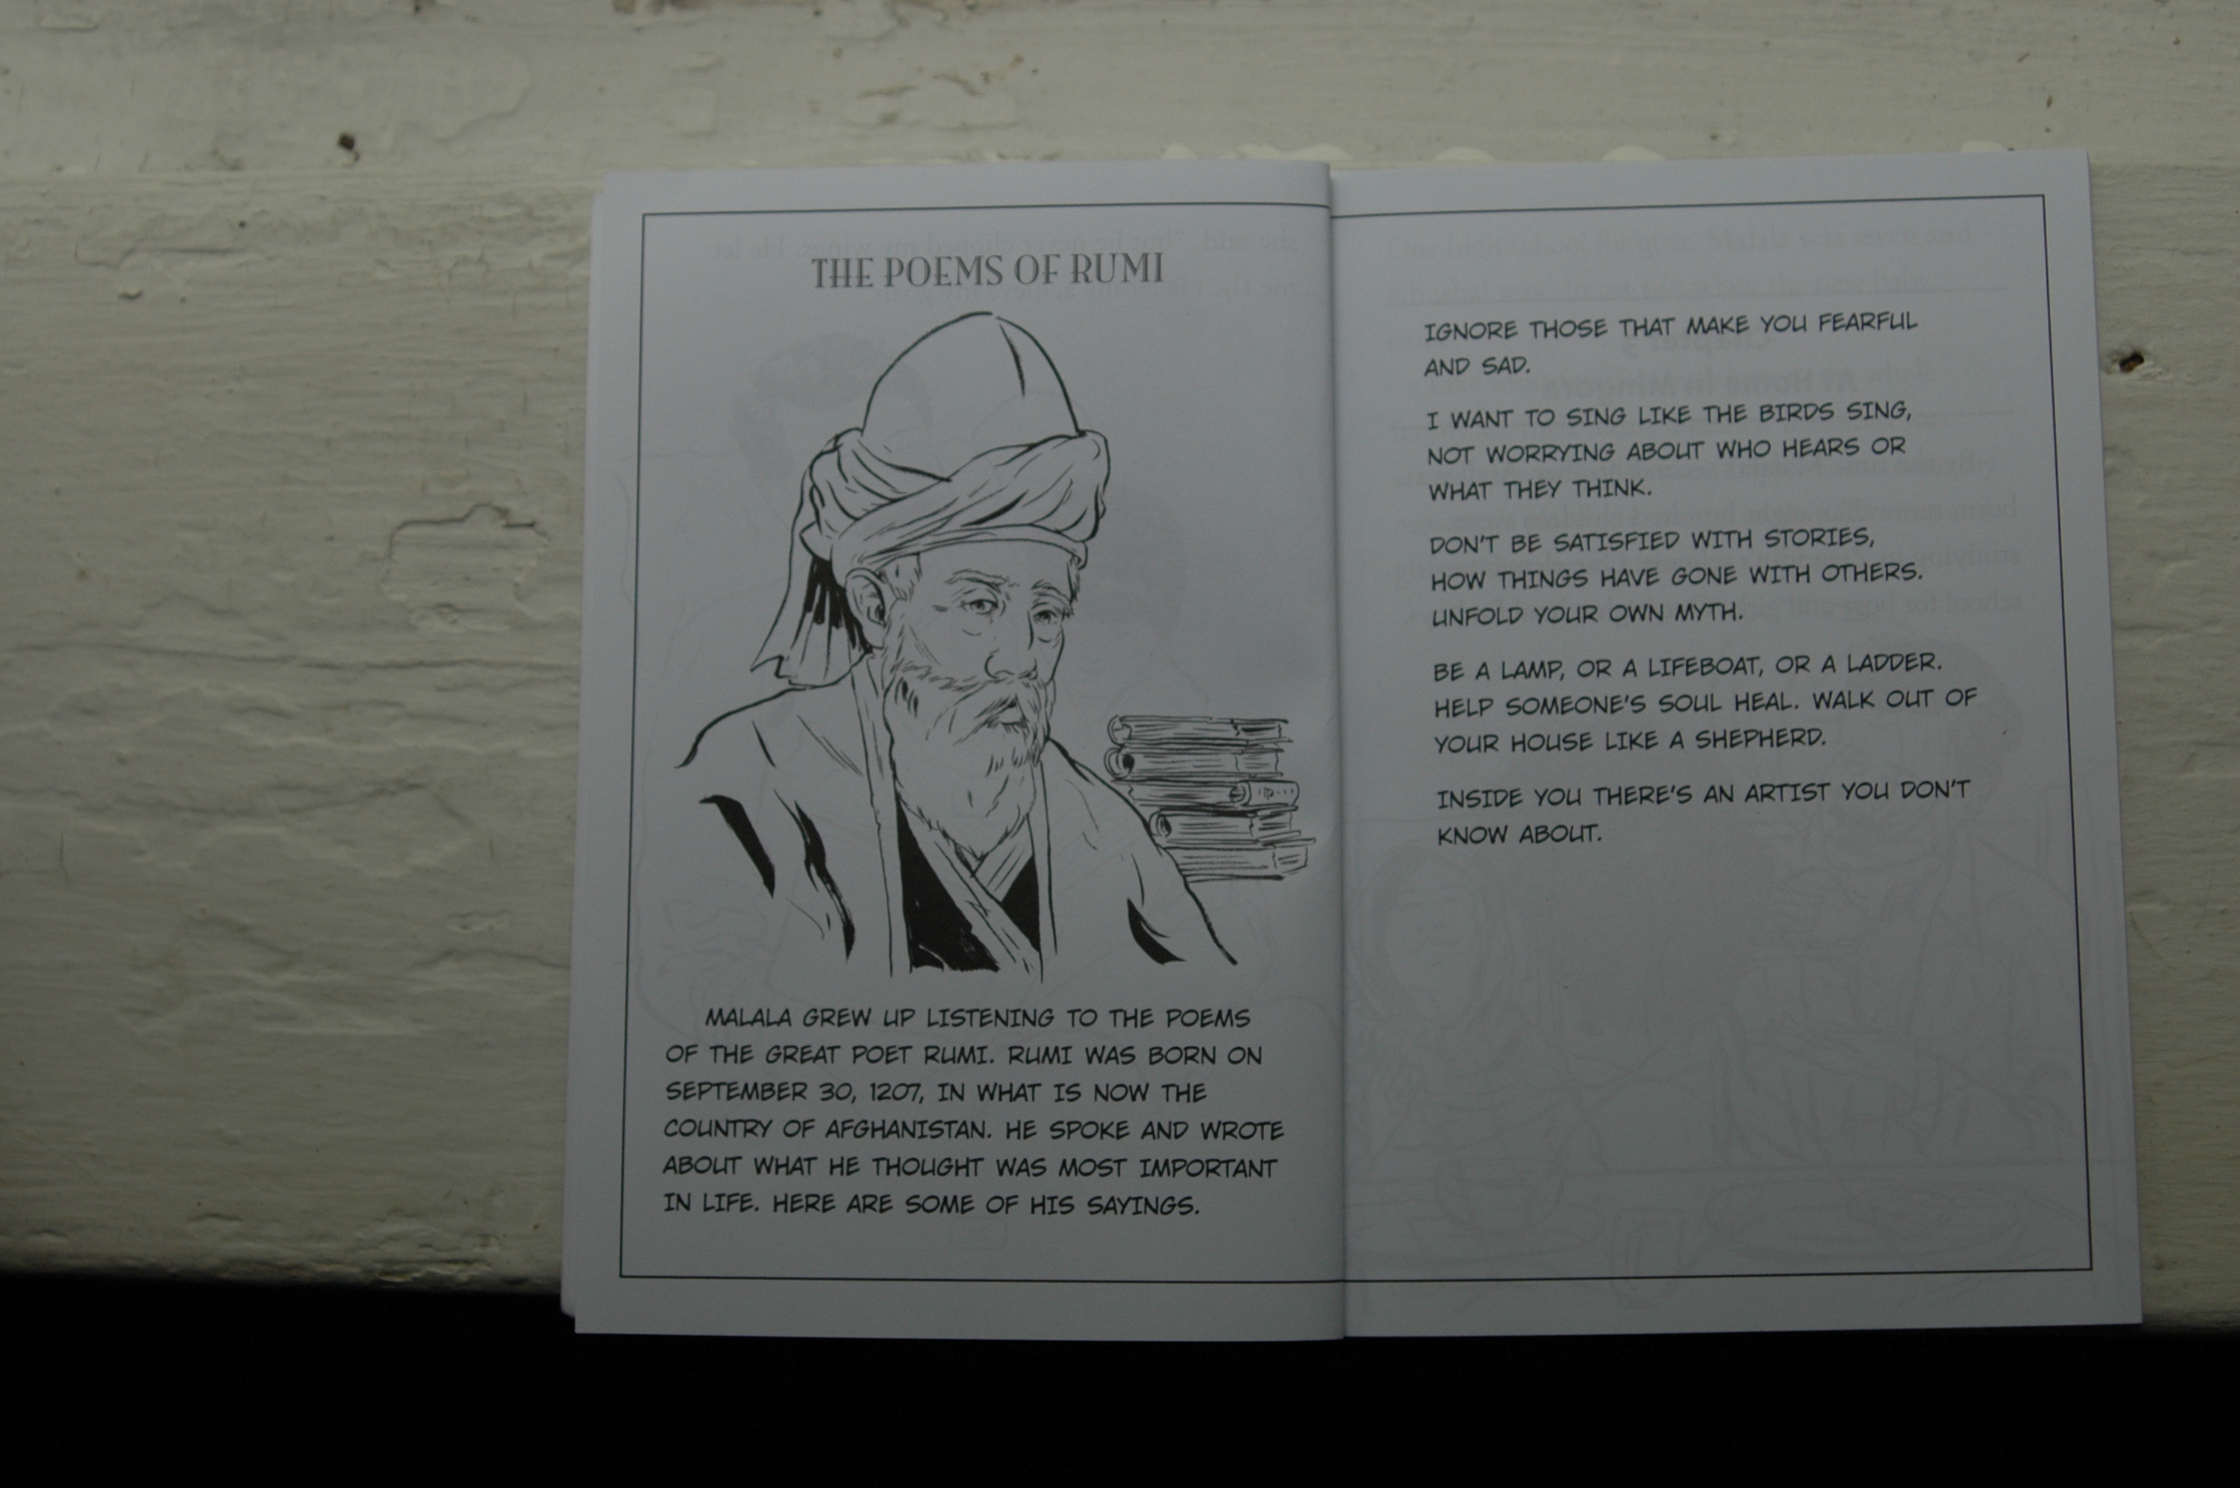 THE POEMS OF RUMI
MALALA GREW UP LISTENING TO THE POEMS
OF THE GREAT POET RUMI. RUMI WAS BORN ON
SEPTEMBER 30, 1207, IN WHAT IS NOW THE
COUNTRY OF AFGHANISTAN. HE SPOKE AND WROTE
ABOUT WHAT HE THOUGHT WAS MOST IMPORTANT
IN LIFE. HERE ARE SOME OF HIS SAYINGS.
IGNORE THOSE THAT MAKE YOU FEARFUL
AND SAD.
I WANT TO SING LIKE THE BIRDS SING,
NOT WORRYING ABOUT WHO HEARS OR
WHAT THEY THINK.
DON'T BE SATISFIED WITH STORIES,
HOW THINGS HAVE GONE WITH OTHERS.
UNFOLD YOUR OWN MYTH.
BE A LAMP, OR A LIFEBOAT, OR A LADDER.
HELP SOMEONE'S SOUL HEAL. WALK OUT OF
YOUR HOUSE LIKE A SHEPHERD.
INSIDE YOU THERE'S AN ARTIST YOU DON'T
KNOW ABOUT.